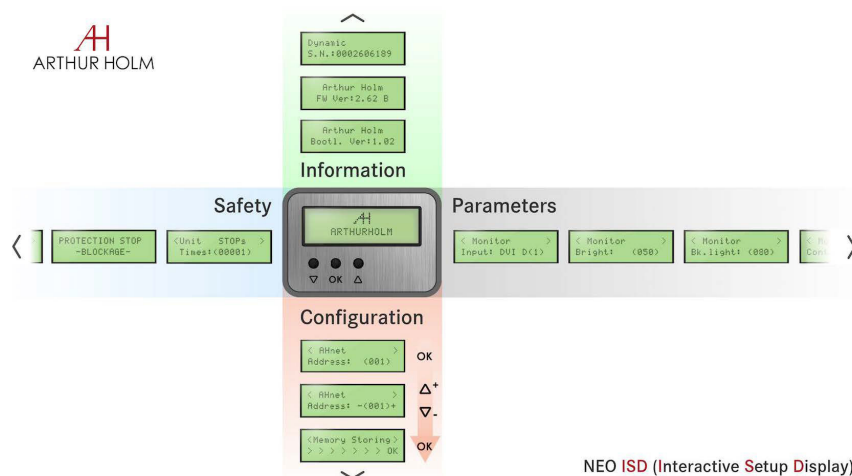 AH
ARTHUR HOLM
Dynamic
S.N.:0002606189
Arthur Holm
FW Ver:2.62 B
Arthur Holm
Bootl. Ver:1.02
Information
Safety
Parameters
PROTECTION STOP
-BLOCKAGE-
<Unit STOPs >
Times:(00001)
AH
ARTHURHOLM
▽ OK △
< Monitor >
Input: DVI D(1)
< Monitor >
Bright: (050)
< Monitor >
Bk.light: (080)
Configuration
< AHnet >
Address: (001)
OK
< AHnet >
Address: -(001)+
△+
▽-
<Memory Storing>
> > > > > > > OK
OK
NEO ISD (Interactive Setup Display)